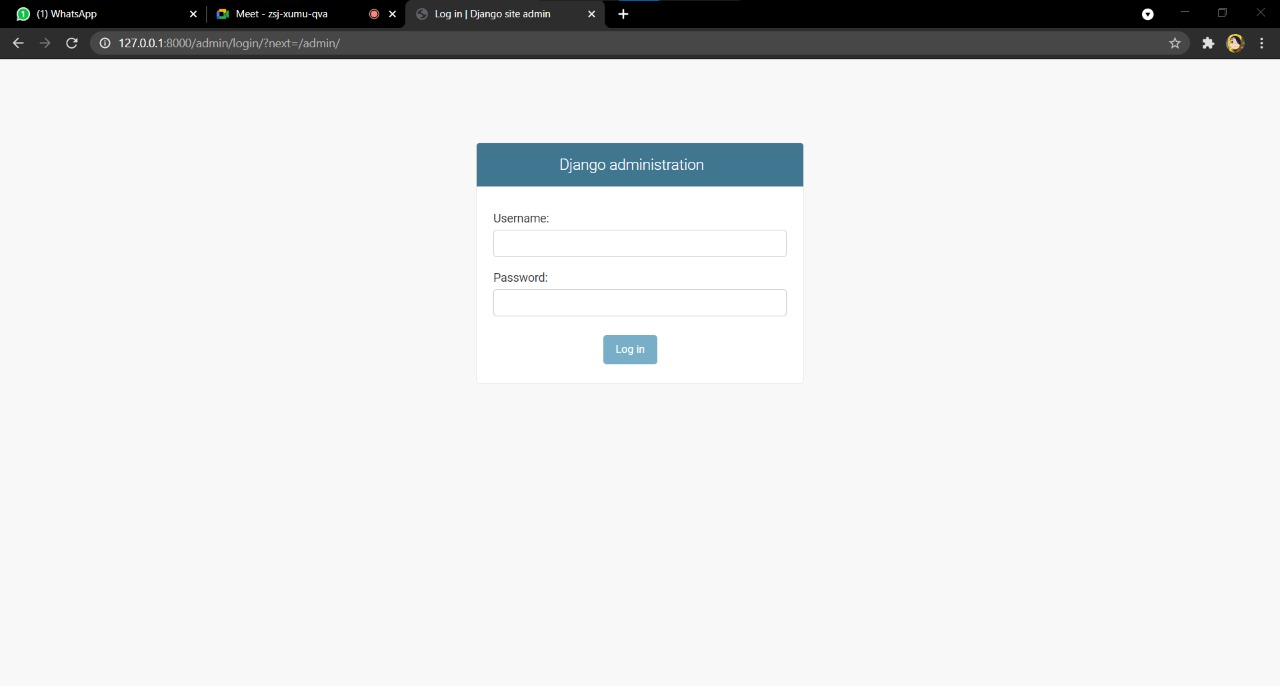 (1) WhatsApp
Meet - zsj-xumu-qva
Log in | Django site admin
127.0.0.1:8000/admin/login/?next=/admin/
Django administration
Username:
Password:
Log in